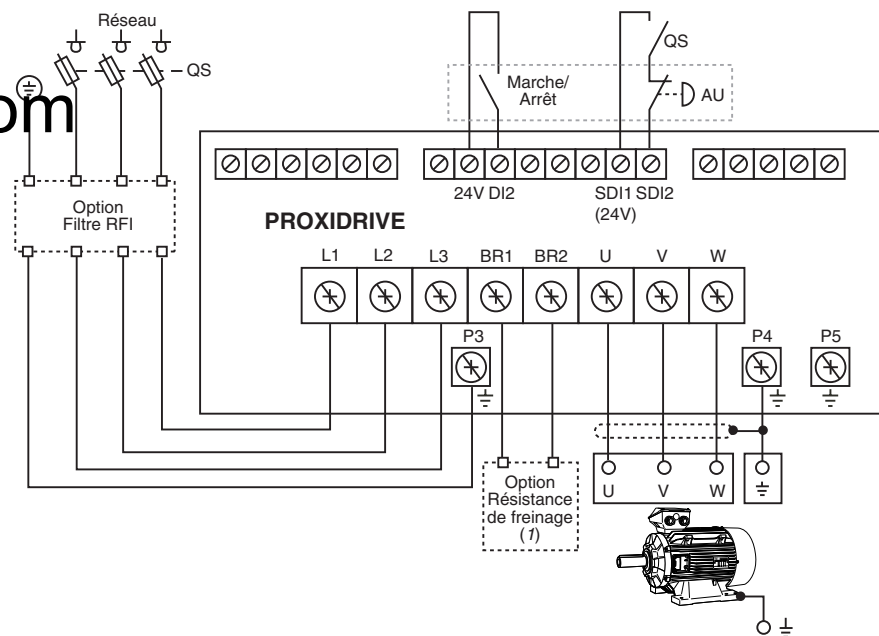 Réseau
QS
om
QS
Marche/
Arrêt
AU
Option
Filtre RFI
24V DI2
SDI1 SDI2
(24V)
PROXIDRIVE
L1 L2 L3 BR1 BR2 U V W
P3
P4
P5
Option
Résistance
de freinage
(1)
U V W